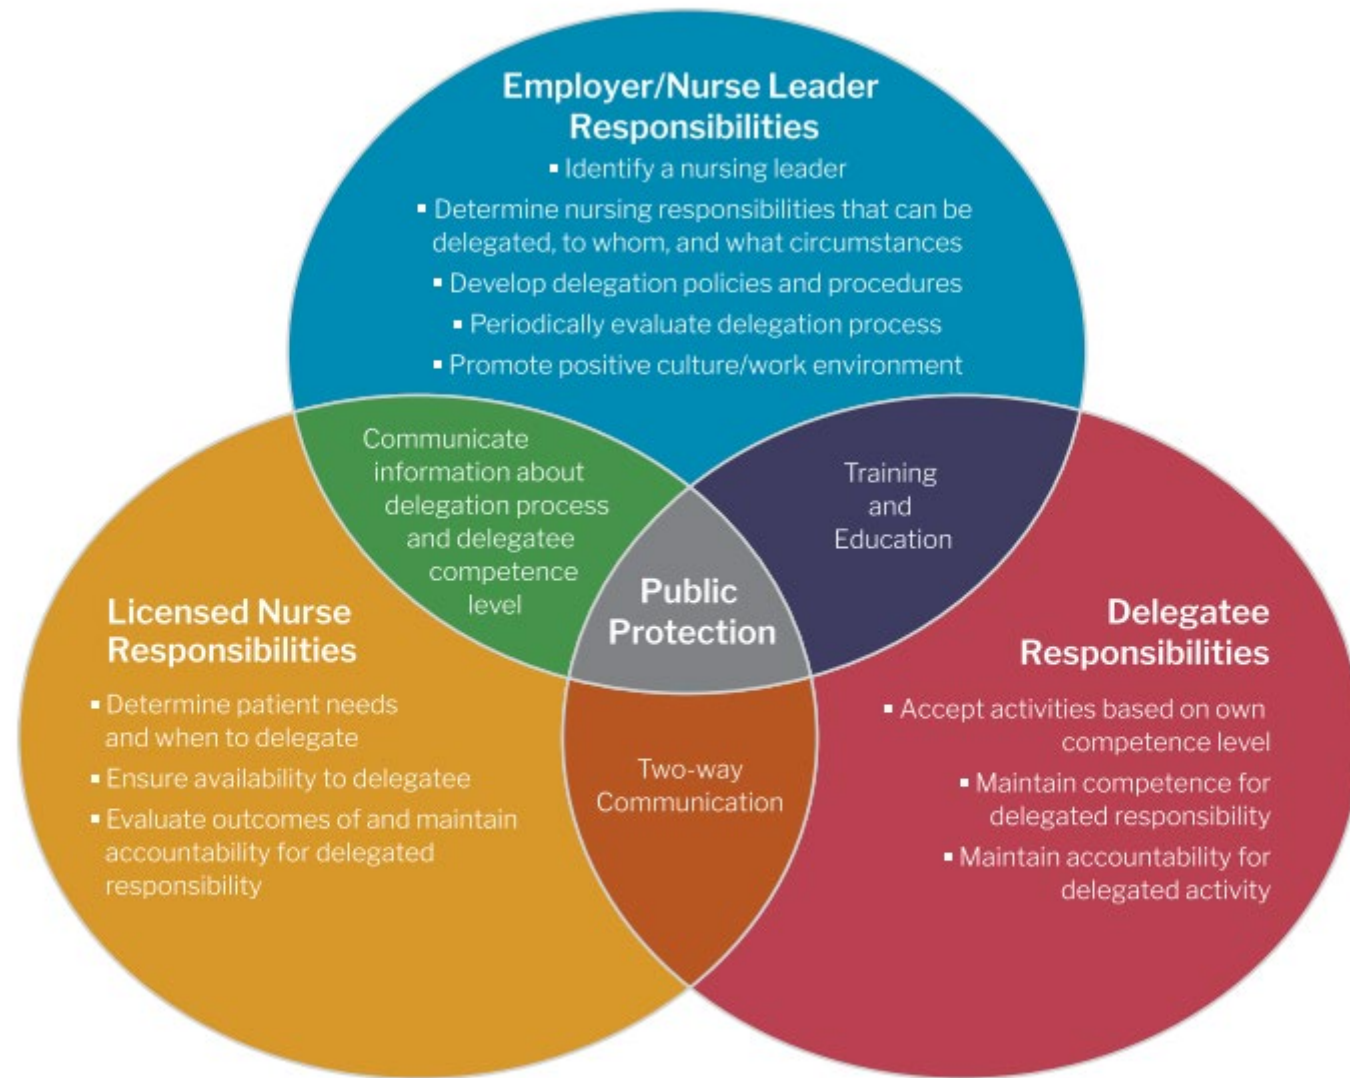 Employer/Nurse Leader
Responsibilities
▪ Identify a nursing leader
▪ Determine nursing responsibilities that can be
delegated, to whom, and what circumstances
▪ Develop delegation policies and procedures
▪ Periodically evaluate delegation process
▪ Promote positive culture/work environment
Communicate
information about
delegation process
and delegatee
competence
level
Training
and
Education
Public
Protection
Licensed Nurse
Responsibilities
▪ Determine patient needs
and when to delegate
▪ Ensure availability to delegatee
▪ Evaluate outcomes of and maintain
accountability for delegated
responsibility
Two-way
Communication
Delegatee
Responsibilities
▪ Accept activities based on own
competence level
▪ Maintain competence for
delegated responsibility
▪ Maintain accountability for
delegated activity